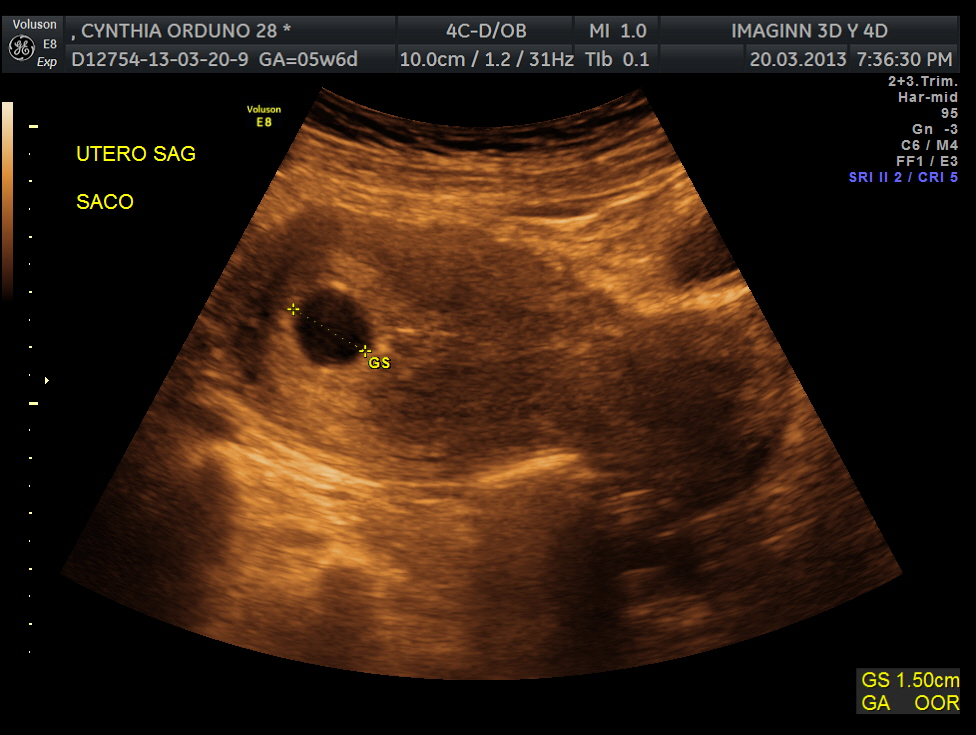 Voluson
E8
Exp
, CYNTHIA ORDUNO 28 *
4C-D/OB
MI 1.0
IMAGINN 3D Y 4D
D12754-13-03-20-9 GA=05w6d
10.0cm / 1.2 / 31Hz
TIb 0.1
20.03.2013 7:36:30 PM
2+3.Trim.
Har-mid
95
Gn -3
C6 / M4
FF1 / E3
SRI II 2 / CRI 5
Voluson
E8
UTERO SAG
SACO
GS
GS 1.50cm
GA OOR